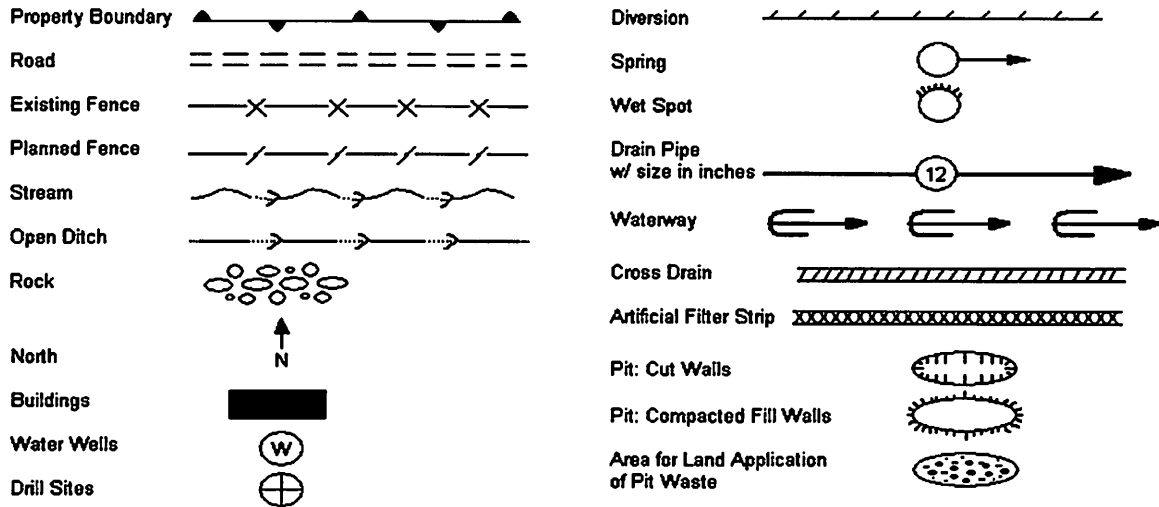 Property Boundary
Road
Existing Fence
Planned Fence
Stream
Open Ditch
Rock
North
N
Buildings
Water Wells
W
Drill Sites
Diversion
Spring
Wet Spot
Drain Pipe
w/ size in inches
12
Waterway
Cross Drain
Artificial Filter Strip
Pit: Cut Walls
Pit: Compacted Fill Walls
Area for Land Application
of Pit Waste